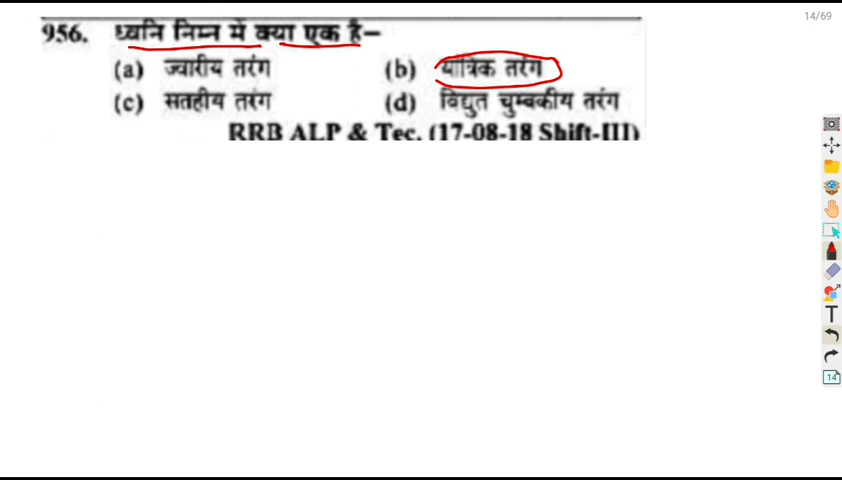 14/69
956. ध्वनि निम्न में क्या एक है–
(a) ज्वारीय तरंग (b) यांत्रिक तरंग
(c) सतहीय तरंग (d) विद्युत चुम्बकीय तरंग
RRB ALP & Tec. (17-08-18 Shift-III)
T
14